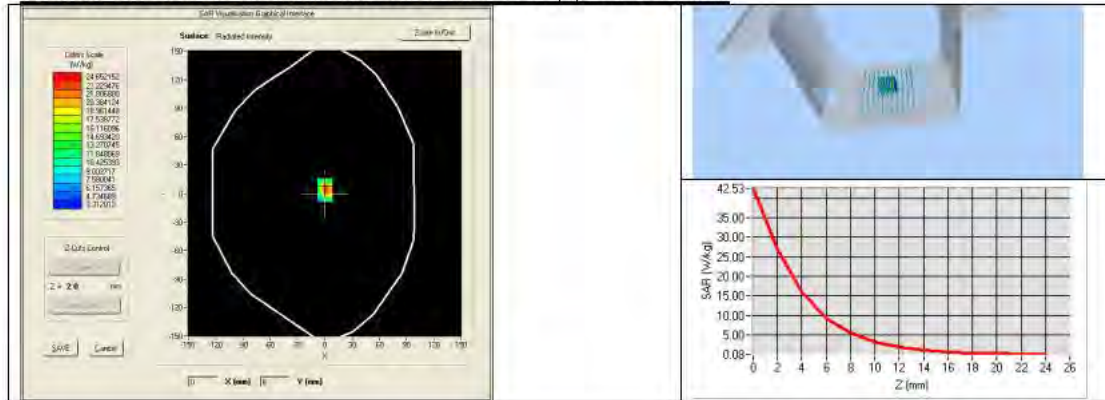 SAR Visualisation Graphical Interface
Surface Radiated Intensity
Zoom In/Out
Colors Scale
(W/kg)
24.652152
23.229476
21.806800
20.384124
18.961448
17.538772
16.116096
14.693420
13.270745
11.848069
10.425393
9.002717
7.580041
6.157365
4.734689
3.312013
150
120
90
60
30
0
-30
-60
-90
-120
-150
-150 -120 -90 -60 -30 0 30 60 90 120 150
X
Z-Cuts Control
Z = 2.0 mm
SAVE
Cancel
0 X (mm) 6 Y (mm)
42.53
35.00
30.00
25.00
20.00
15.00
10.00
5.00
0.08
SAR (W/kg)
0 2 4 6 8 10 12 14 16 18 20 22 24 26
Z (mm)